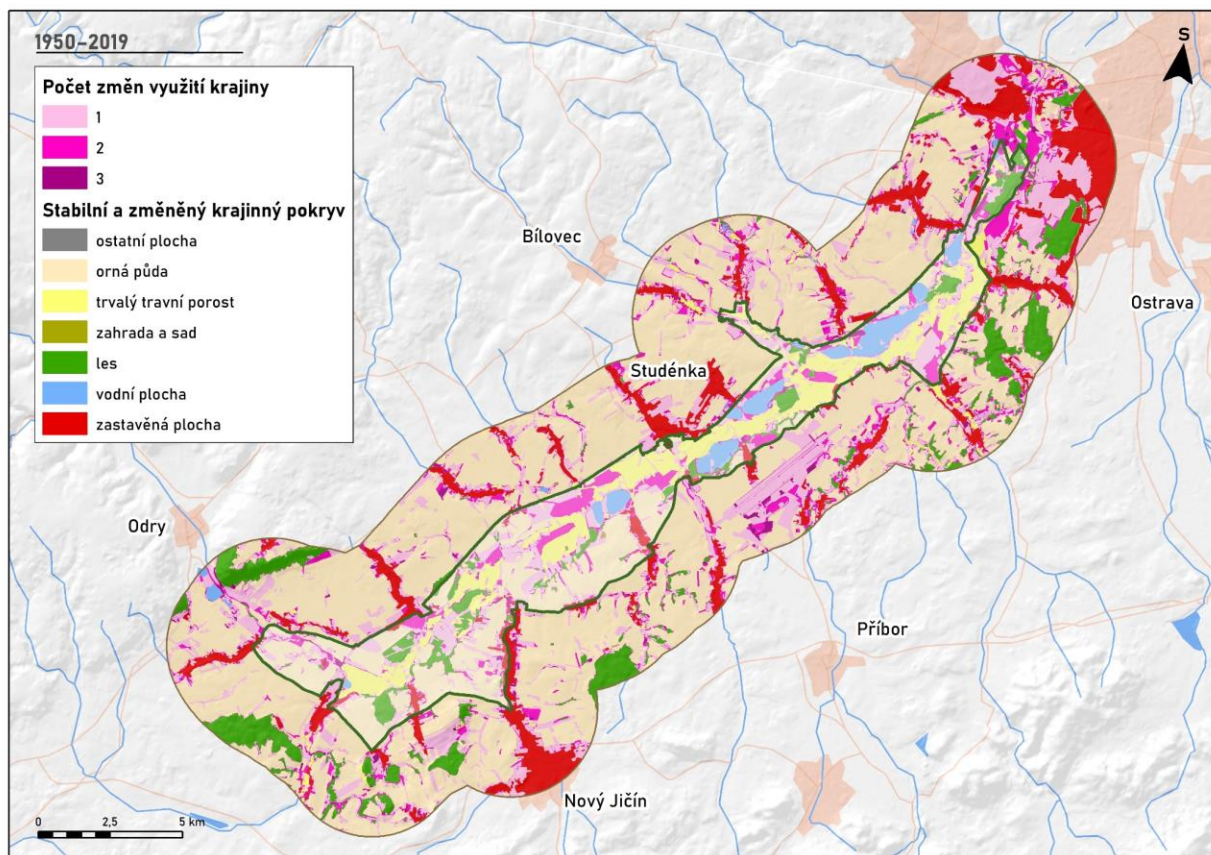 1950–2019
Počet změn využití krajiny
1
2
3
Stabilní a změněný krajinný pokryv
ostatní plocha
orná půda
trvalý travní porost
zahrada a sad
les
vodní plocha
zastavěná plocha
S
Bílovec
Ostrava
Studénka
Odry
Příbor
Nový Jičín
0 2,5 5 km